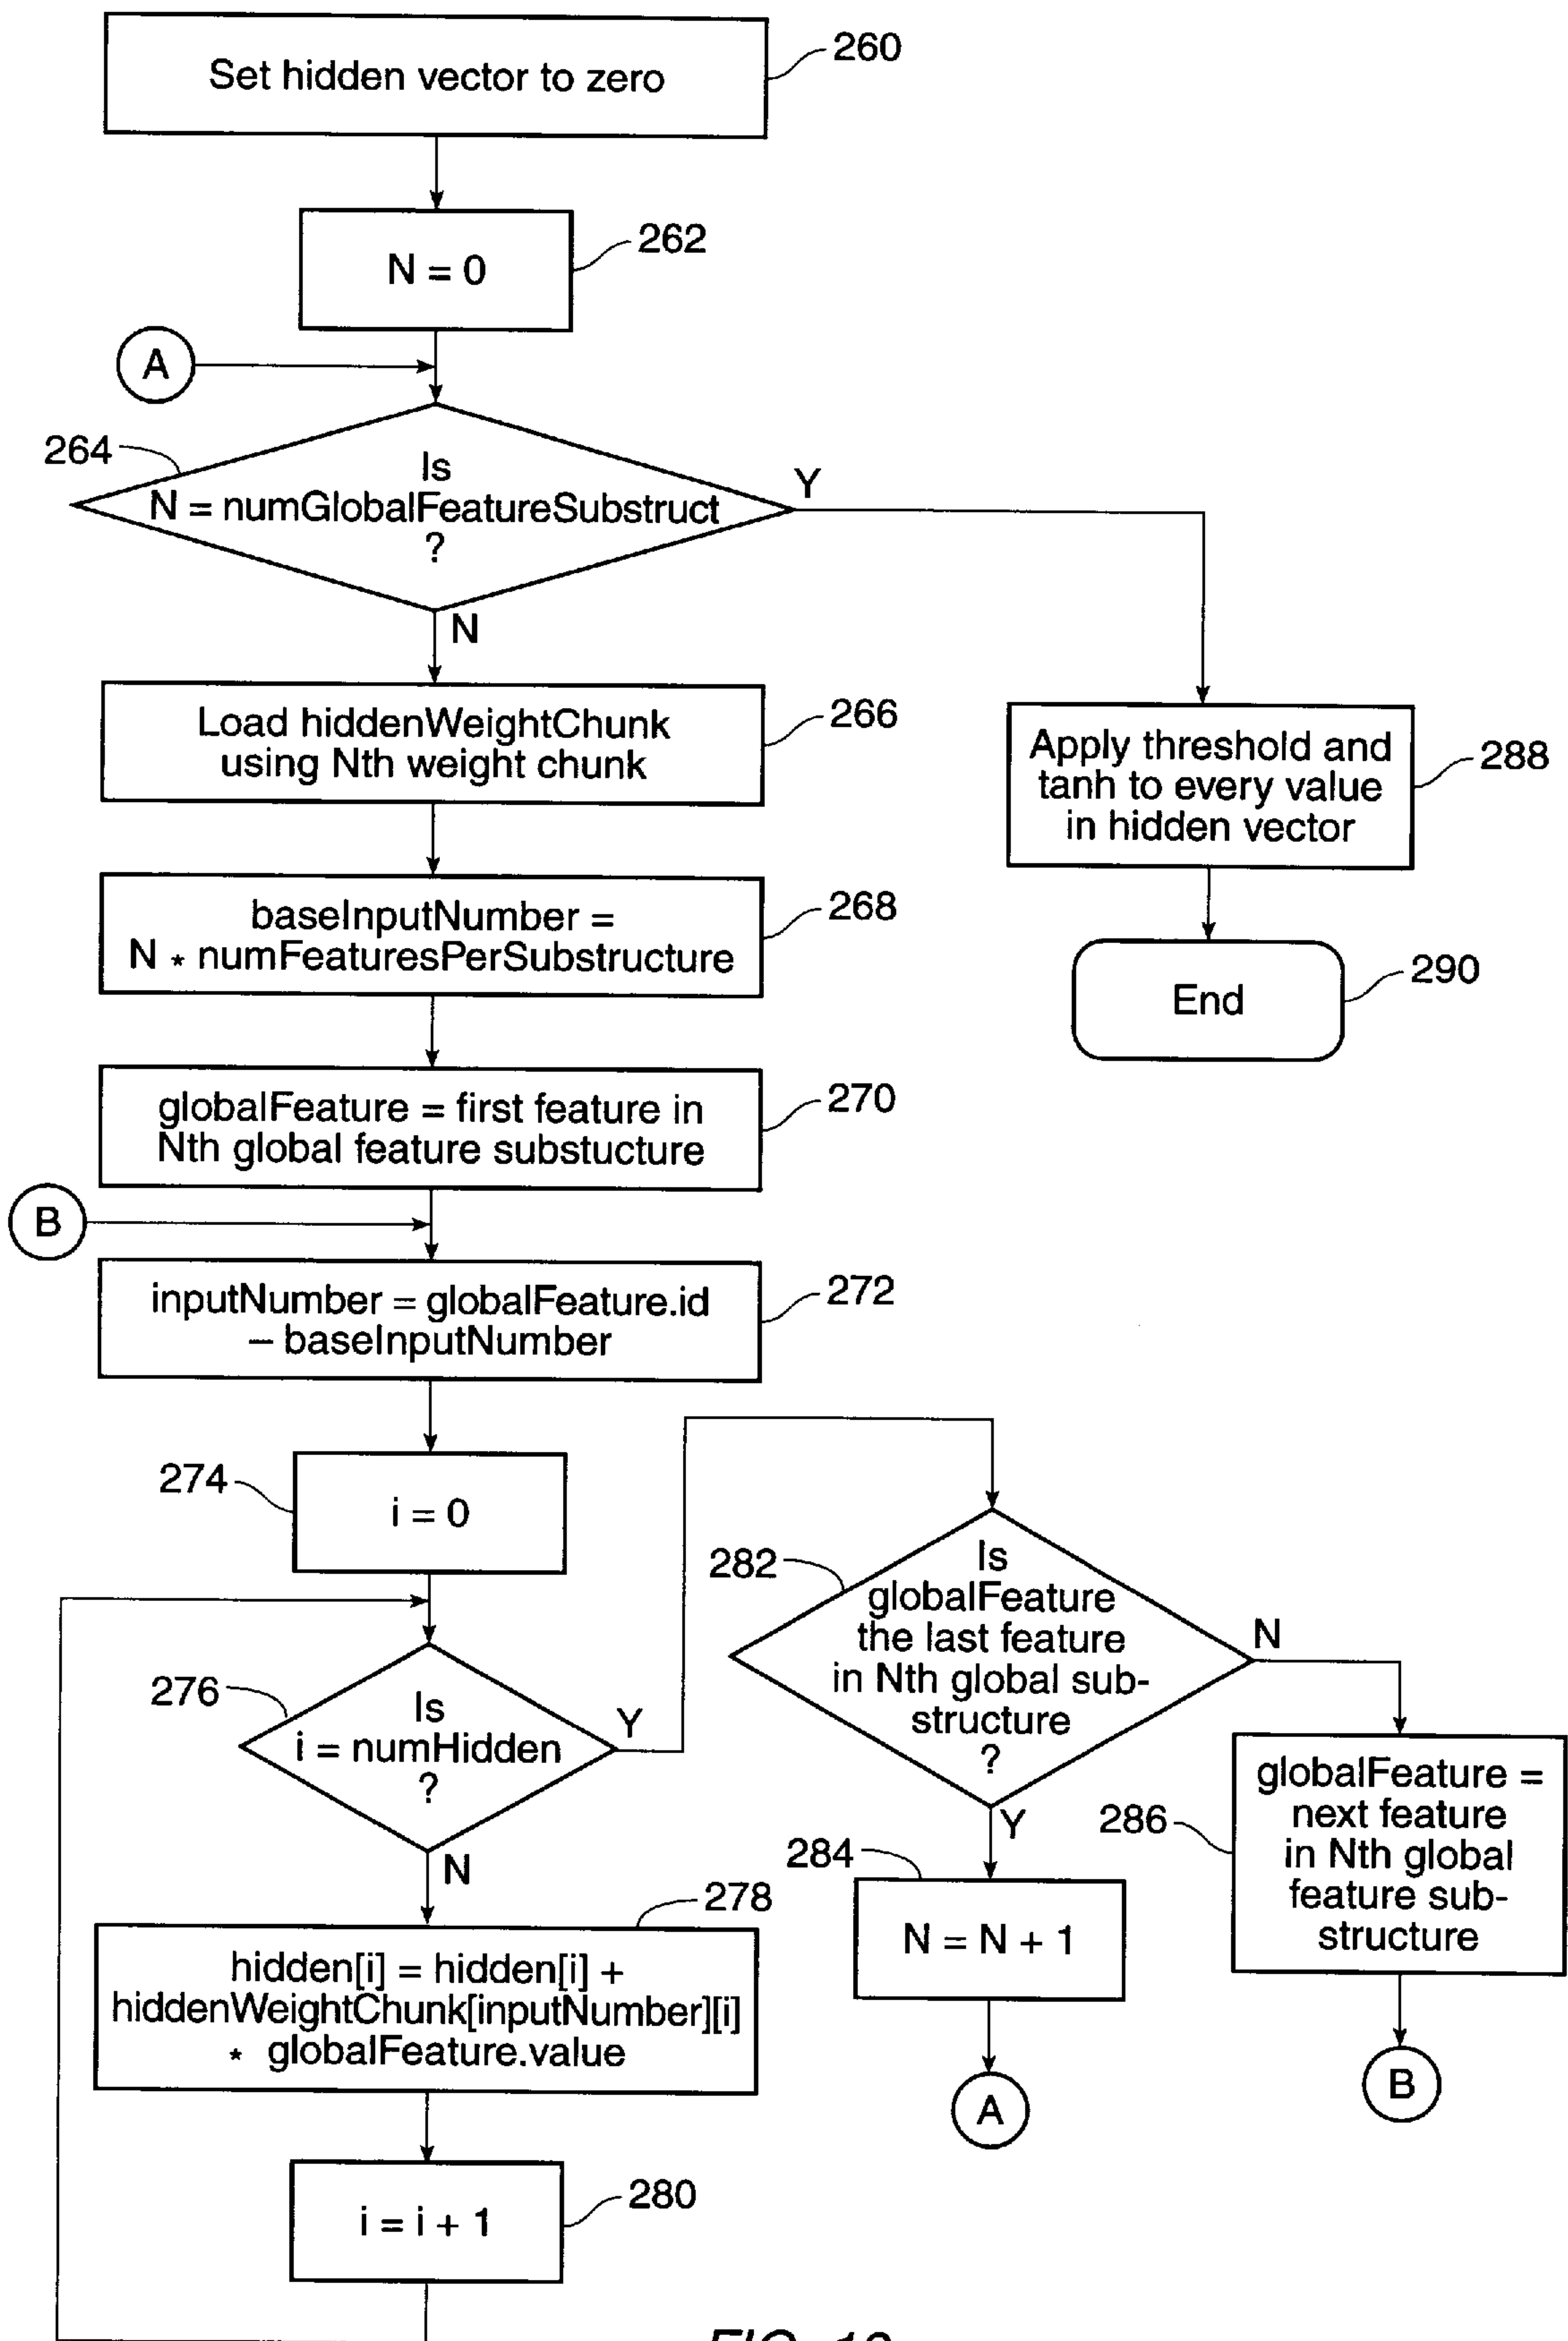 Set hidden vector to zero
260
N = 0
262
A
264
Is
N = numGlobalFeatureSubstruct
?
Y
N
Load hiddenWeightChunk
using Nth weight chunk
266
Apply threshold and
tanh to every value
in hidden vector
288
baseInputNumber =
N * numFeaturesPerSubstructure
268
End
290
globalFeature = first feature in
Nth global feature substucture
270
B
inputNumber = globalFeature.id
– baseInputNumber
272
274
i = 0
276
Is
i = numHidden
?
Y
N
282
Is
globalFeature
the last feature
in Nth global sub-
structure
?
N
Y
286
globalFeature =
next feature
in Nth global
feature sub-
structure
284
N = N + 1
278
hidden[i] = hidden[i] +
hiddenWeightChunk[inputNumber][i]
* globalFeature.value
A
B
i = i + 1
280